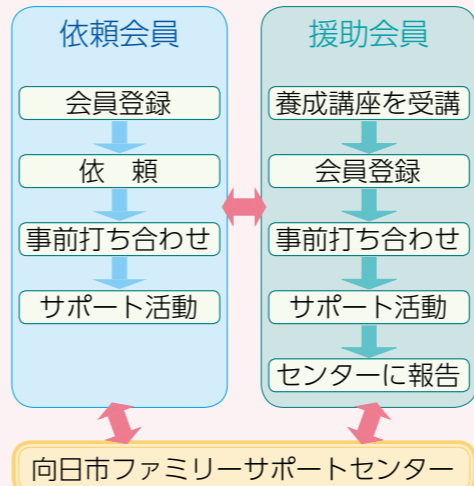 依頼会員
会員登録
依　頼
事前打ち合わせ
サポート活動
援助会員
養成講座を受講
会員登録
事前打ち合わせ
サポート活動
センターに報告
向日市ファミリーサポートセンター